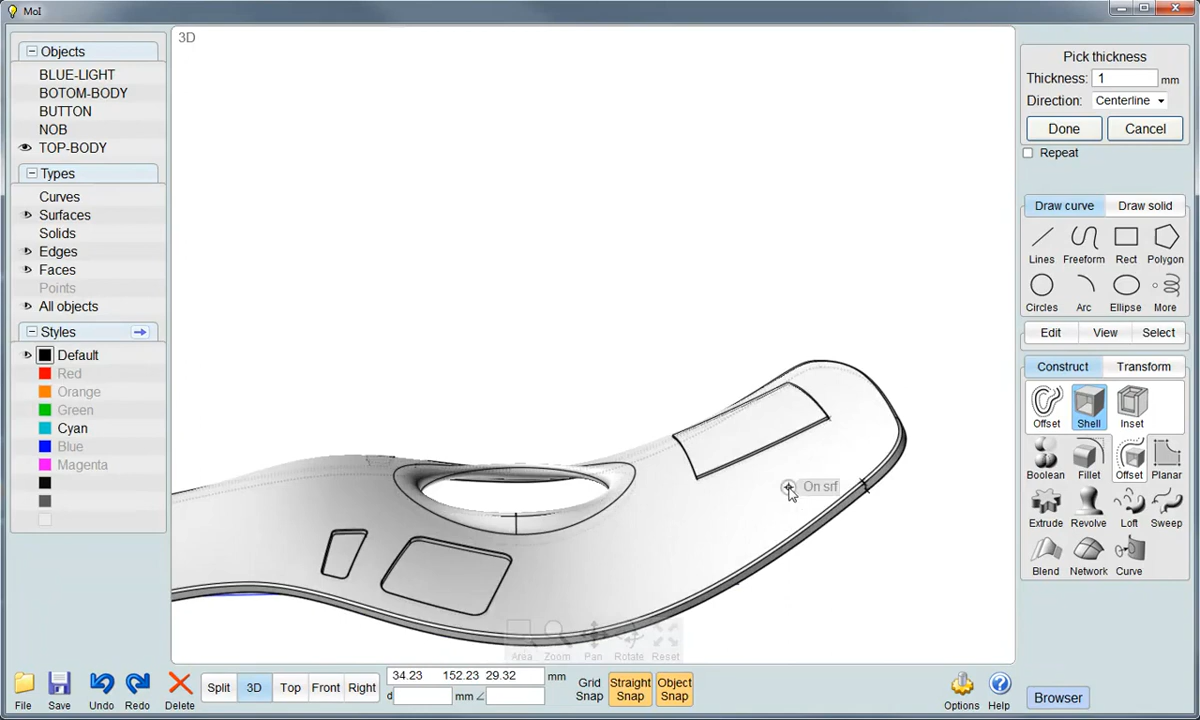 MoI
Objects
BLUE-LIGHT
BOTOM-BODY
BUTTON
NOB
TOP-BODY
Types
Curves
Surfaces
Solids
Edges
Faces
Points
All objects
Styles
Default
Red
Orange
Green
Cyan
Blue
Magenta
3D
On srf
Area Zoom Pan Rotate Reset
Pick thickness
Thickness: 1 mm
Direction: Centerline
Done Cancel
Repeat
Draw curve Draw solid
Lines Freeform Rect Polygon
Circles Arc Ellipse More
Edit View Select
Construct Transform
Offset Shell Inset
Boolean Fillet Offset Planar
Extrude Revolve Loft Sweep
Blend Network Curve
File Save Undo Redo Delete
Split 3D Top Front Right
34.23 152.23 29.32 mm
d mm ∠
Grid Snap
Straight Snap
Object Snap
Options Help
Browser